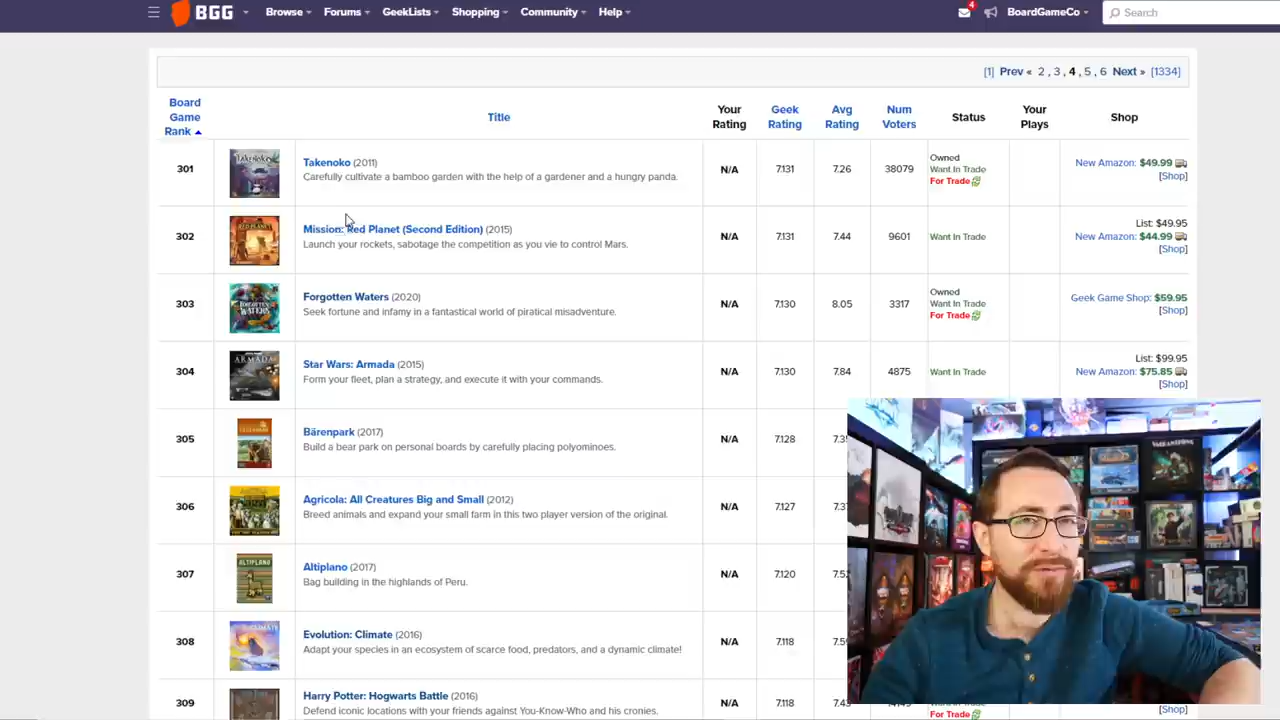 BGG Browse Forums GeekLists Shopping Community Help 4 BoardGameCo Search
[1] Prev « 2 , 3 , 4 , 5 , 6 Next » [1334]
Board Game Rank Title Your Rating Geek Rating Avg Rating Num Voters Status Your Plays Shop
301 Takenoko (2011) N/A 7.131 7.26 38079 Owned New Amazon: $49.99
Carefully cultivate a bamboo garden with the help of a gardener and a hungry panda. Want In Trade [Shop]
For Trade
302 Mission: Red Planet (Second Edition) (2015) N/A 7.131 7.44 9601 Want In Trade List: $49.95
Launch your rockets, sabotage the competition as you vie to control Mars. New Amazon: $44.99
[Shop]
303 Forgotten Waters (2020) N/A 7.130 8.05 3317 Owned Geek Game Shop: $59.95
Seek fortune and infamy in a fantastical world of piratical misadventure. Want In Trade [Shop]
For Trade
304 Star Wars: Armada (2015) N/A 7.130 7.84 4875 Want In Trade List: $99.95
Form your fleet, plan a strategy, and execute it with your commands. New Amazon: $75.85
[Shop]
305 Bärenpark (2017) N/A 7.128
Build a bear park on personal boards by carefully placing polyominoes.
306 Agricola: All Creatures Big and Small (2012) N/A 7.127
Breed animals and expand your small farm in this two player version of the original.
307 Altiplano (2017) N/A 7.120
Bag building in the highlands of Peru.
308 Evolution: Climate (2016) N/A 7.118
Adapt your species in an ecosystem of scarce food, predators, and a dynamic climate!
309 Harry Potter: Hogwarts Battle (2016) N/A 7.118
Defend iconic locations with your friends against You-Know-Who and his cronies. [Shop]
For Trade